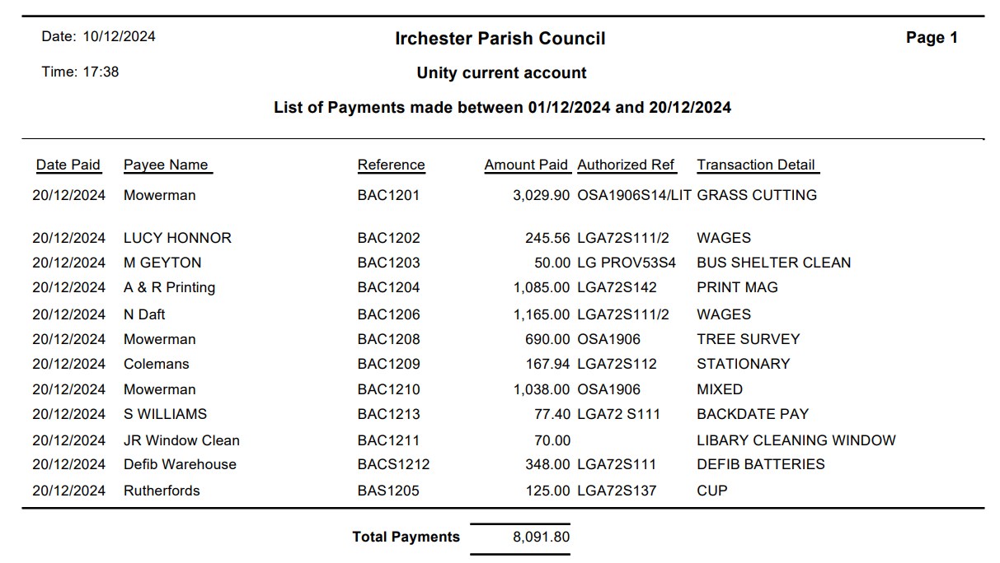 Date: 10/12/2024 Irchester Parish Council Page 1
Time: 17:38 Unity current account
List of Payments made between 01/12/2024 and 20/12/2024
Date Paid Payee Name Reference Amount Paid Authorized Ref Transaction Detail
20/12/2024 Mowerman BAC1201 3,029.90 OSA1906S14/LIT GRASS CUTTING
20/12/2024 LUCY HONNOR BAC1202 245.56 LGA72S111/2 WAGES
20/12/2024 M GEYTON BAC1203 50.00 LG PROV53S4 BUS SHELTER CLEAN
20/12/2024 A & R Printing BAC1204 1,085.00 LGA72S142 PRINT MAG
20/12/2024 N Daft BAC1206 1,165.00 LGA72S111/2 WAGES
20/12/2024 Mowerman BAC1208 690.00 OSA1906 TREE SURVEY
20/12/2024 Colemans BAC1209 167.94 LGA72S112 STATIONARY
20/12/2024 Mowerman BAC1210 1,038.00 OSA1906 MIXED
20/12/2024 S WILLIAMS BAC1213 77.40 LGA72 S111 BACKDATE PAY
20/12/2024 JR Window Clean BAC1211 70.00 LIBARY CLEANING WINDOW
20/12/2024 Defib Warehouse BACS1212 348.00 LGA72S111 DEFIB BATTERIES
20/12/2024 Rutherfords BAS1205 125.00 LGA72S137 CUP
Total Payments 8,091.80